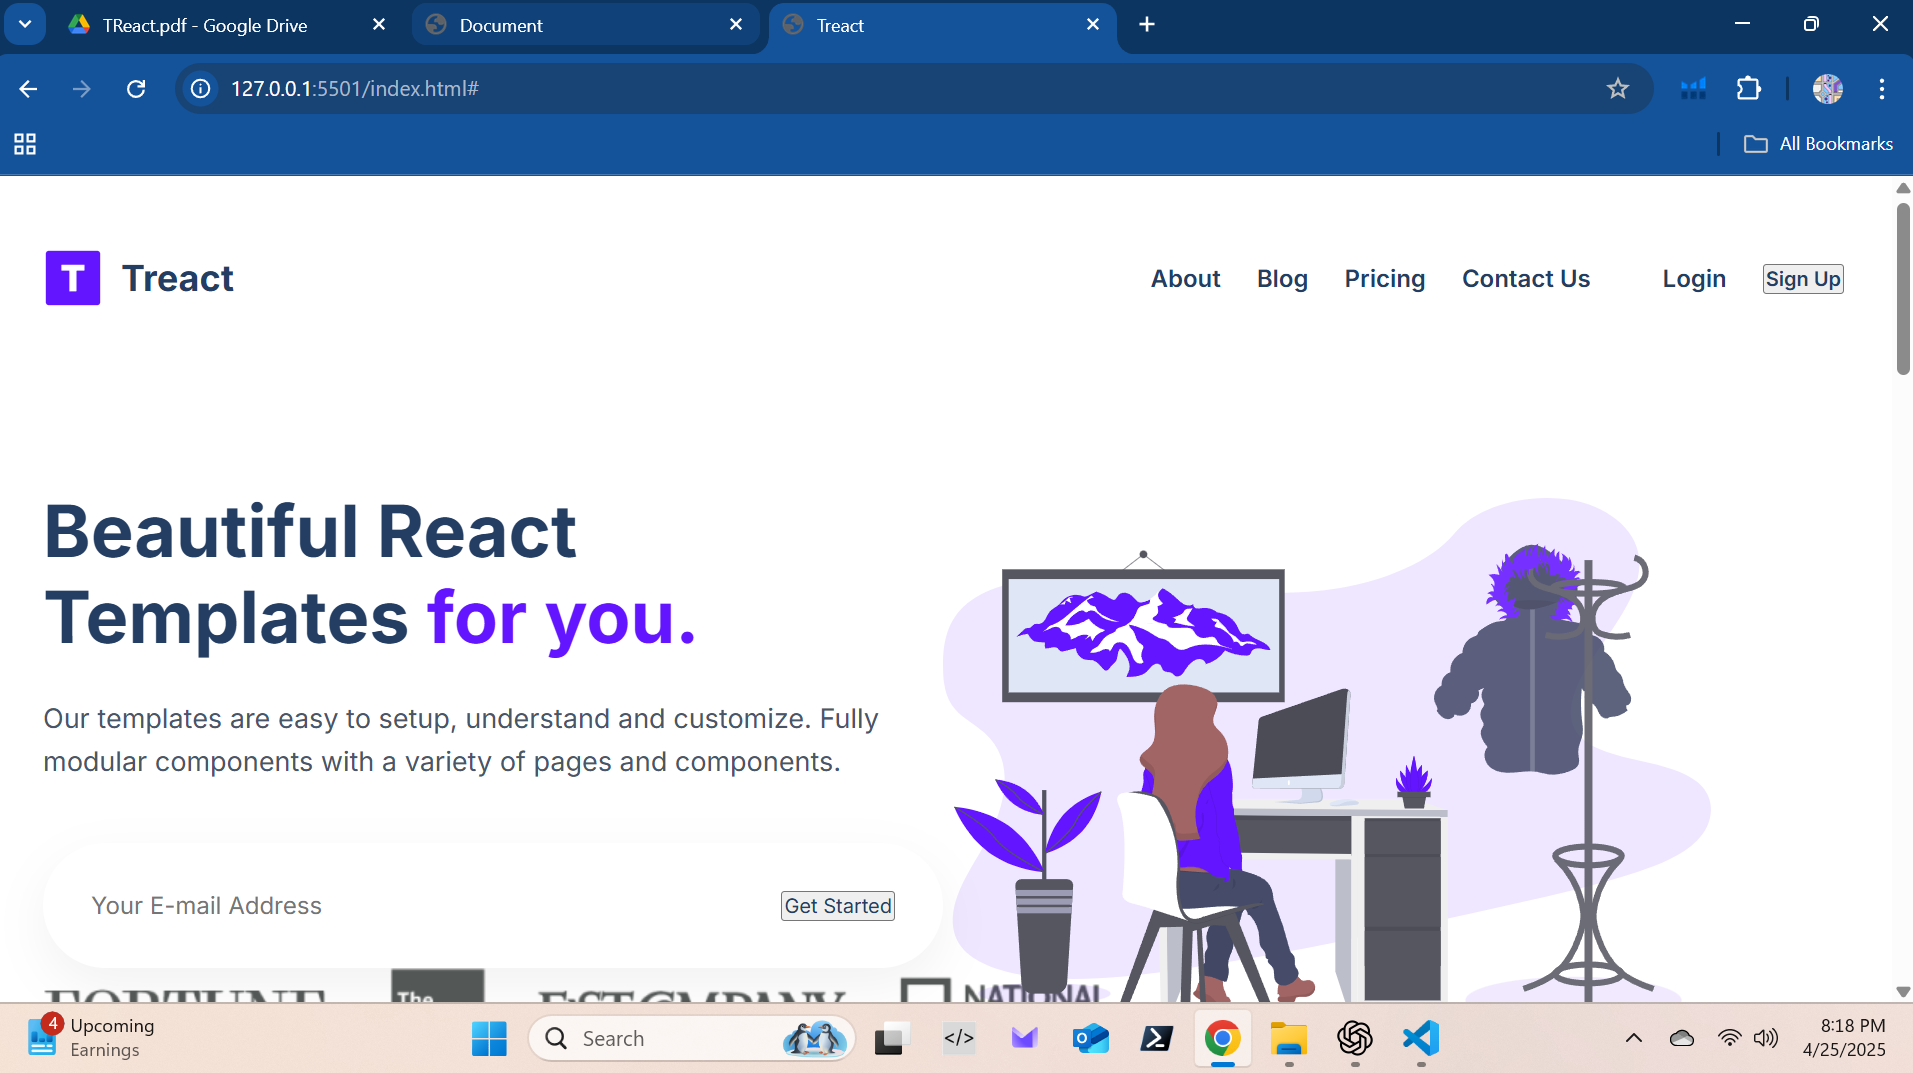 TReact.pdf - Google Drive
Document
Treact
127.0.0.1:5501/index.html#
All Bookmarks
T Treact
About Blog Pricing Contact Us Login Sign Up
Beautiful React
Templates for you.
Our templates are easy to setup, understand and customize. Fully
modular components with a variety of pages and components.
Your E-mail Address
Get Started
FORTUNE The FⱯST CMPANY NATIONAL
4 Upcoming
Earnings
Search
</>
8:18 PM
4/25/2025